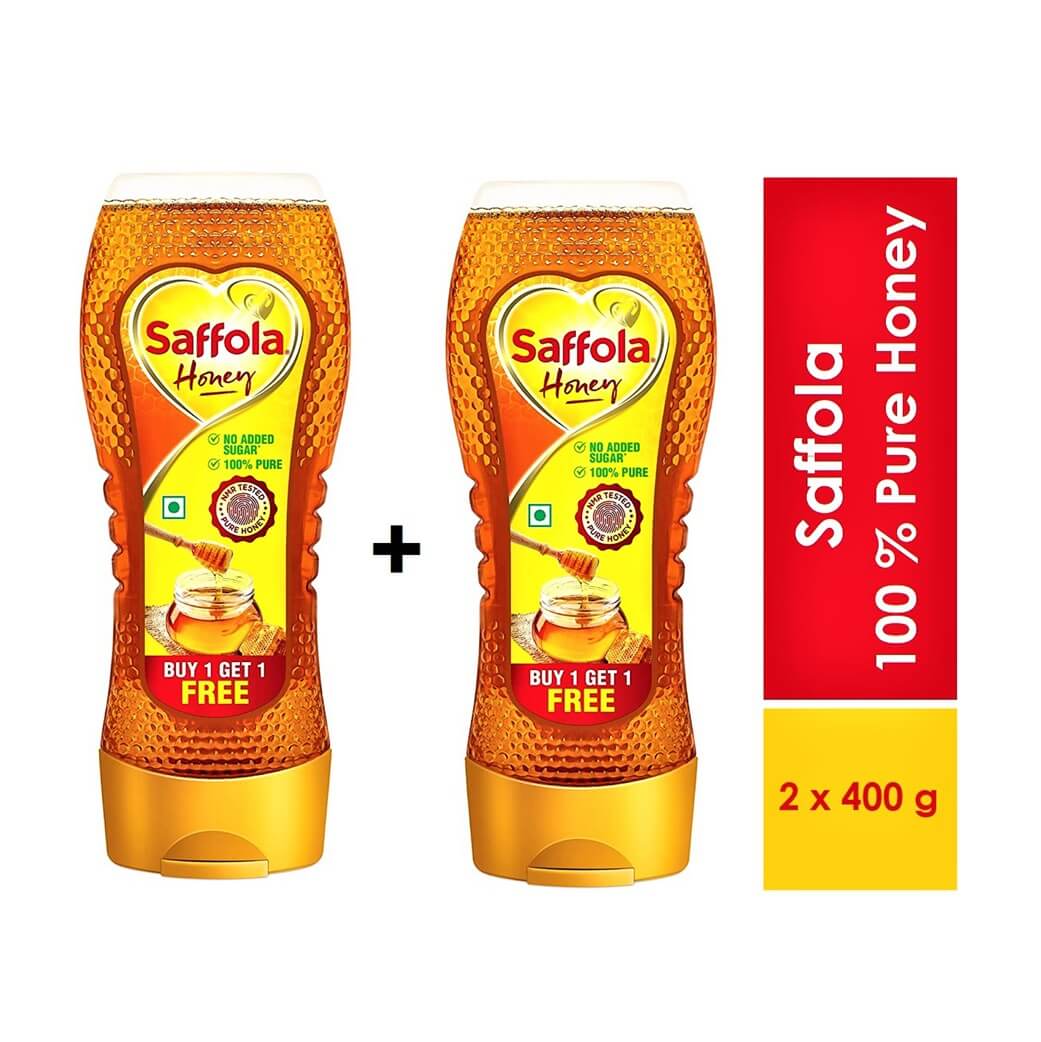 Saffola
Honey
NO ADDED
SUGAR*
100% PURE
NMR TESTED
PURE HONEY
BUY 1 GET 1
FREE
+
Saffola
Honey
NO ADDED
SUGAR*
100% PURE
NMR TESTED
PURE HONEY
BUY 1 GET 1
FREE
Saffola
100 % Pure Honey
2 x 400 g